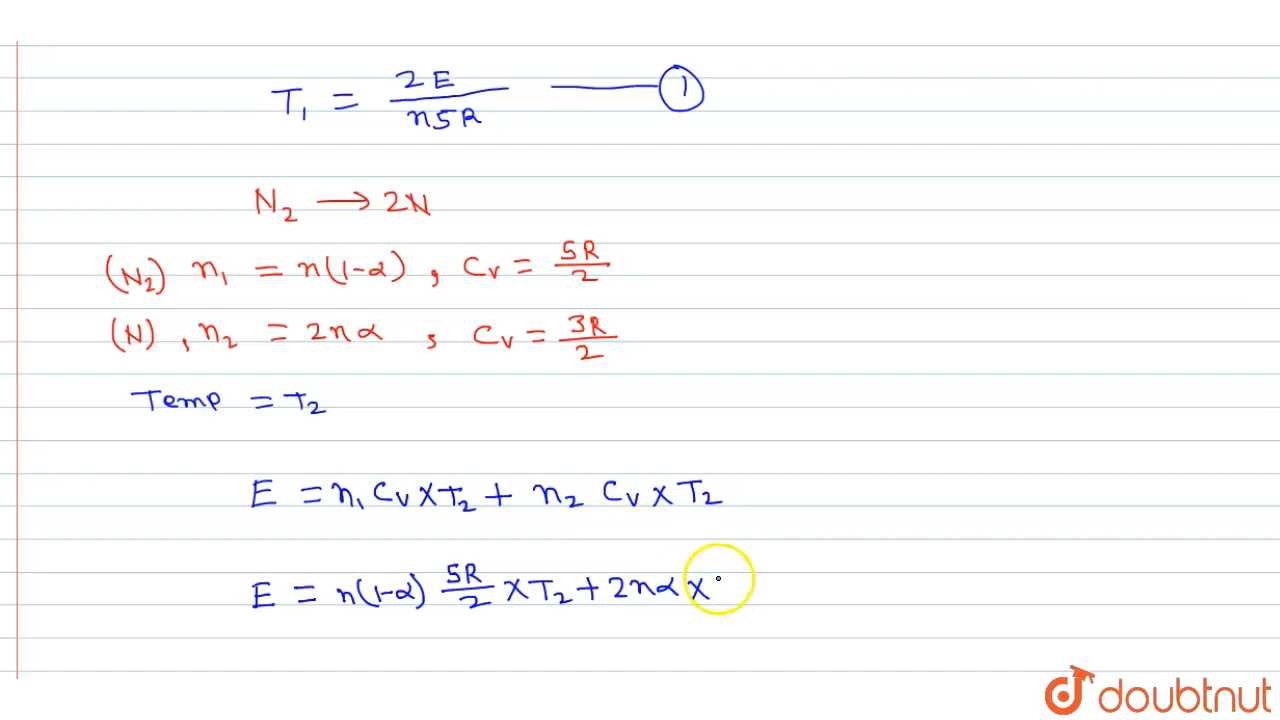 T₁ = 2E / n5R ——— ①
N₂ ⟶ 2N
(N₂) n₁ = n(1-α) , Cv = 5R/2
(N) , n₂ = 2nα , Cv = 3R/2
Temp = T₂
E = n₁ Cv × T₂ + n₂ Cv × T₂
E = n(1-α) 5R/2 × T₂ + 2nα ×
doubtnut